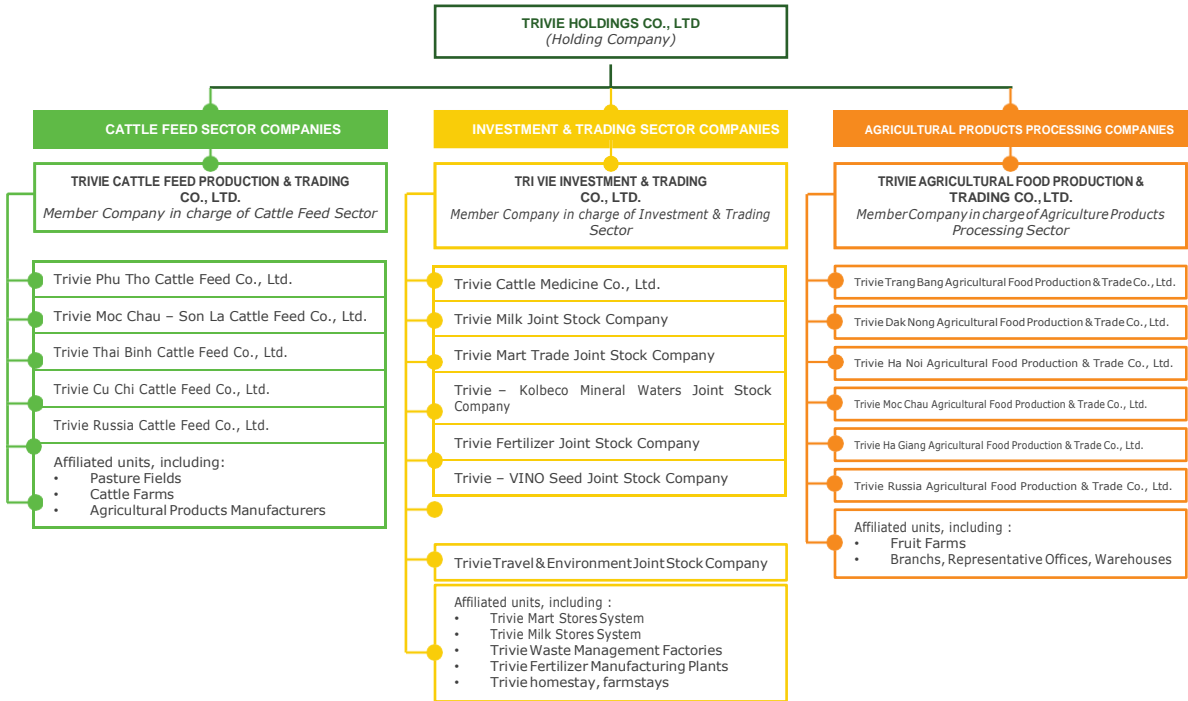 TRIVIE HOLDINGS CO., LTD
(Holding Company)
CATTLE FEED SECTOR COMPANIES
TRIVIE CATTLE FEED PRODUCTION & TRADING
CO., LTD.
Member Company in charge of Cattle Feed Sector
Trivie Phu Tho Cattle Feed Co., Ltd.
Trivie Moc Chau – Son La Cattle Feed Co., Ltd.
Trivie Thai Binh Cattle Feed Co., Ltd.
Trivie Cu Chi Cattle Feed Co., Ltd.
Trivie Russia Cattle Feed Co., Ltd.
Affiliated units, including:
• Pasture Fields
• Cattle Farms
• Agricultural Products Manufacturers
INVESTMENT & TRADING SECTOR COMPANIES
TRI VIE INVESTMENT & TRADING
CO., LTD.
Member Company in charge of Investment & Trading
Sector
Trivie Cattle Medicine Co., Ltd.
Trivie Milk Joint Stock Company
Trivie Mart Trade Joint Stock Company
Trivie – Kolbeco Mineral Waters Joint Stock
Company
Trivie Fertilizer Joint Stock Company
Trivie – VINO Seed Joint Stock Company
Trivie Travel & Environment Joint Stock Company
Affiliated units, including :
• Trivie Mart Stores System
• Trivie Milk Stores System
• Trivie Waste Management Factories
• Trivie Fertilizer Manufacturing Plants
• Trivie homestay, farmstays
AGRICULTURAL PRODUCTS PROCESSING COMPANIES
TRIVIE AGRICULTURAL FOOD PRODUCTION &
TRADING CO., LTD.
Member Company in charge of Agriculture Products
Processing Sector
Trivie Trang Bang Agricultural Food Production & Trade Co., Ltd.
Trivie Dak Nong Agricultural Food Production & Trade Co., Ltd.
Trivie Ha Noi Agricultural Food Production & Trade Co., Ltd.
Trivie Moc Chau Agricultural Food Production & Trade Co., Ltd.
Trivie Ha Giang Agricultural Food Production & Trade Co., Ltd.
Trivie Russia Agricultural Food Production & Trade Co., Ltd.
Affiliated units, including :
• Fruit Farms
• Branchs, Representative Offices, Warehouses